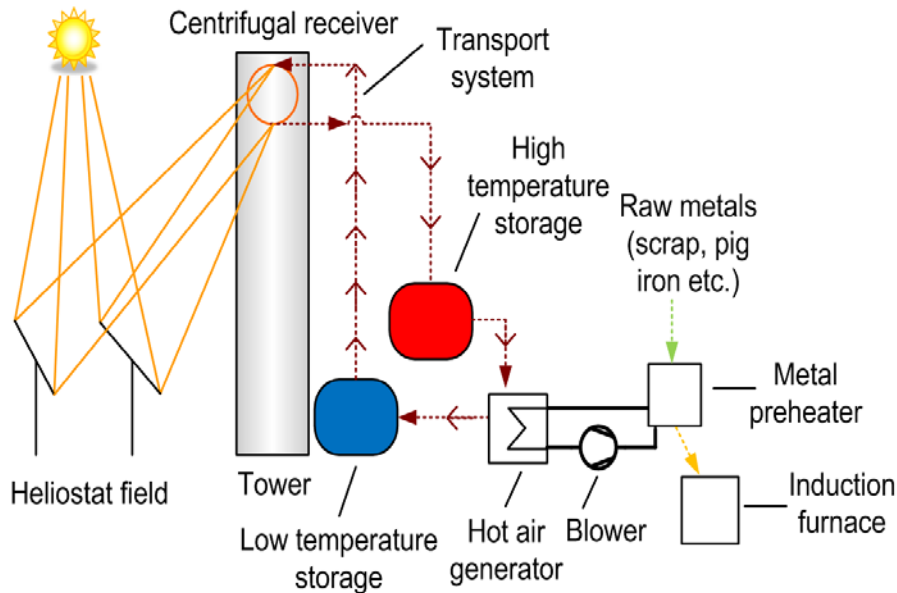 Centrifugal receiver
Transport
system
High
temperature
storage
Raw metals
(scrap, pig
iron etc.)
Metal
preheater
Heliostat field
Tower
Low temperature
storage
Hot air
generator
Blower
Induction
furnace